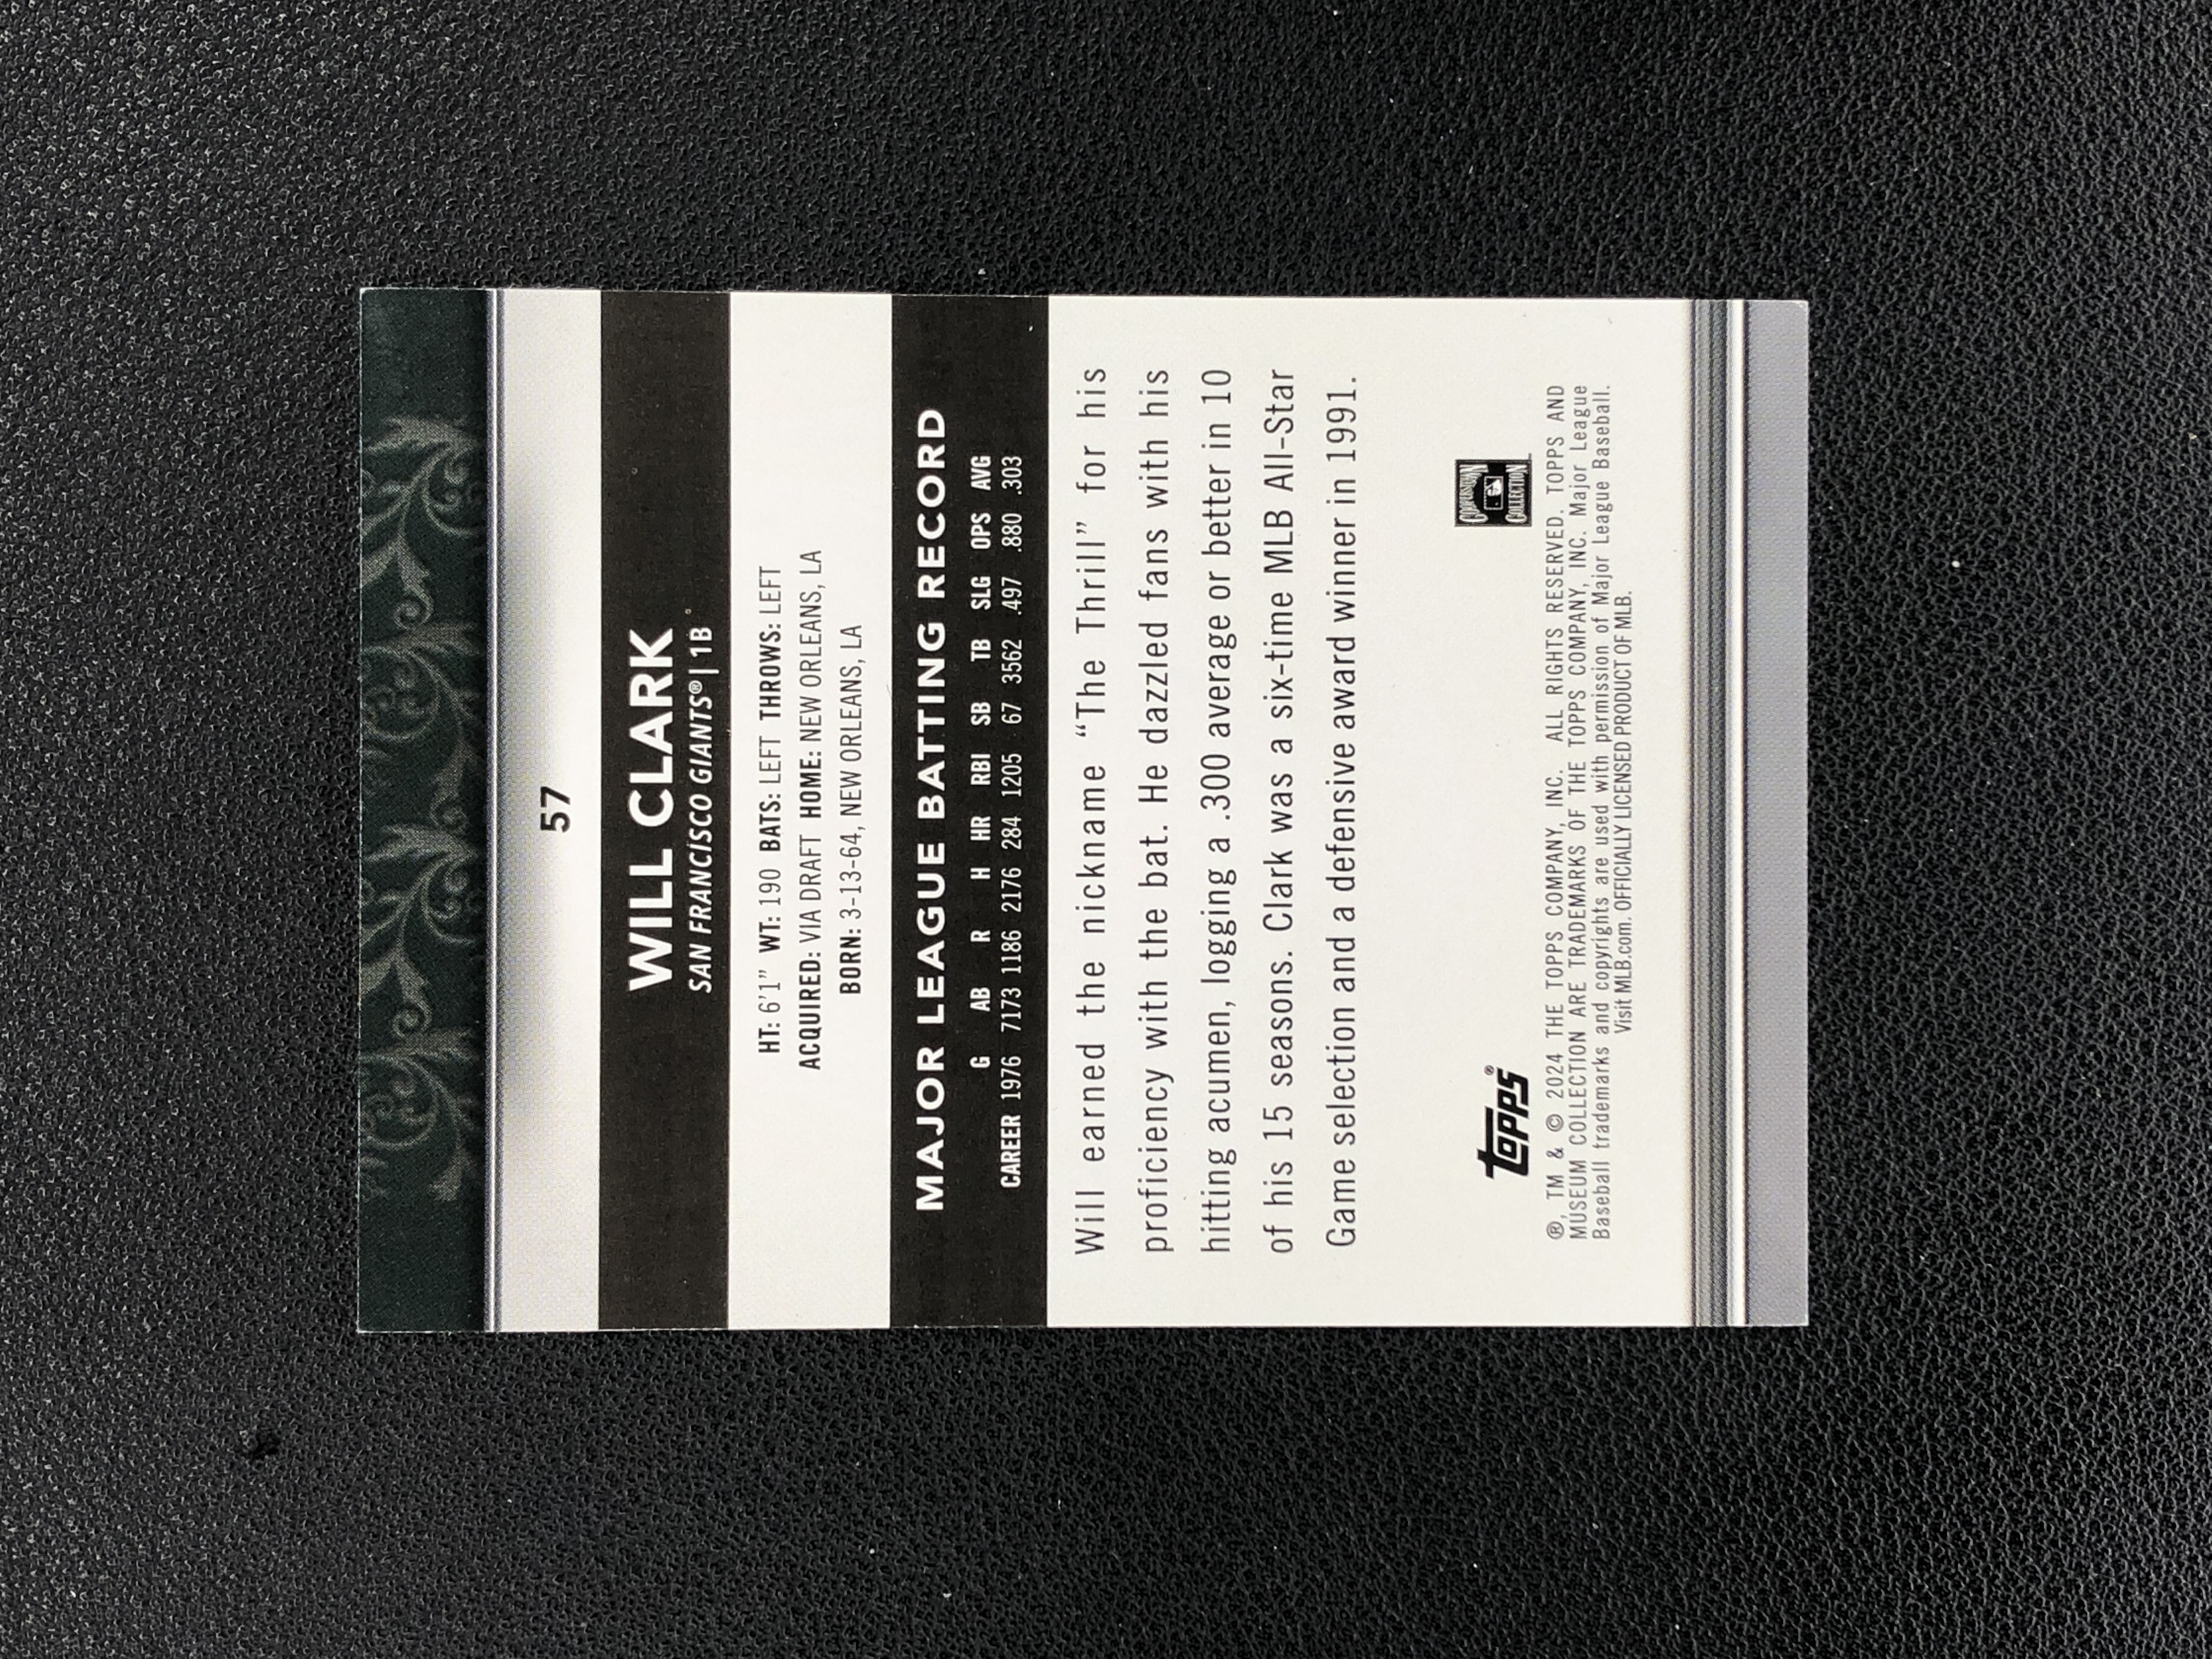 57
WILL CLARK
SAN FRANCISCO GIANTS® | 1B
HT: 6'1" WT: 190 BATS: LEFT THROWS: LEFT
ACQUIRED: VIA DRAFT HOME: NEW ORLEANS, LA
BORN: 3-13-64, NEW ORLEANS, LA
MAJOR LEAGUE BATTING RECORD
G AB R H HR RBI SB TB SLG OPS AVG
CAREER 1976 7173 1186 2176 284 1205 67 3562 .497 .880 .303
Will earned the nickname “The Thrill” for his
proficiency with the bat. He dazzled fans with his
hitting acumen, logging a .300 average or better in 10
of his 15 seasons. Clark was a six-time MLB All-Star
Game selection and a defensive award winner in 1991.
topps®
COOPERSTOWN
COLLECTION
®, TM & © 2024 THE TOPPS COMPANY, INC. ALL RIGHTS RESERVED. TOPPS AND
MUSEUM COLLECTION ARE TRADEMARKS OF THE TOPPS COMPANY, INC. Major League
Baseball trademarks and copyrights are used with permission of Major League Baseball.
Visit MLB.com. OFFICIALLY LICENSED PRODUCT OF MLB.